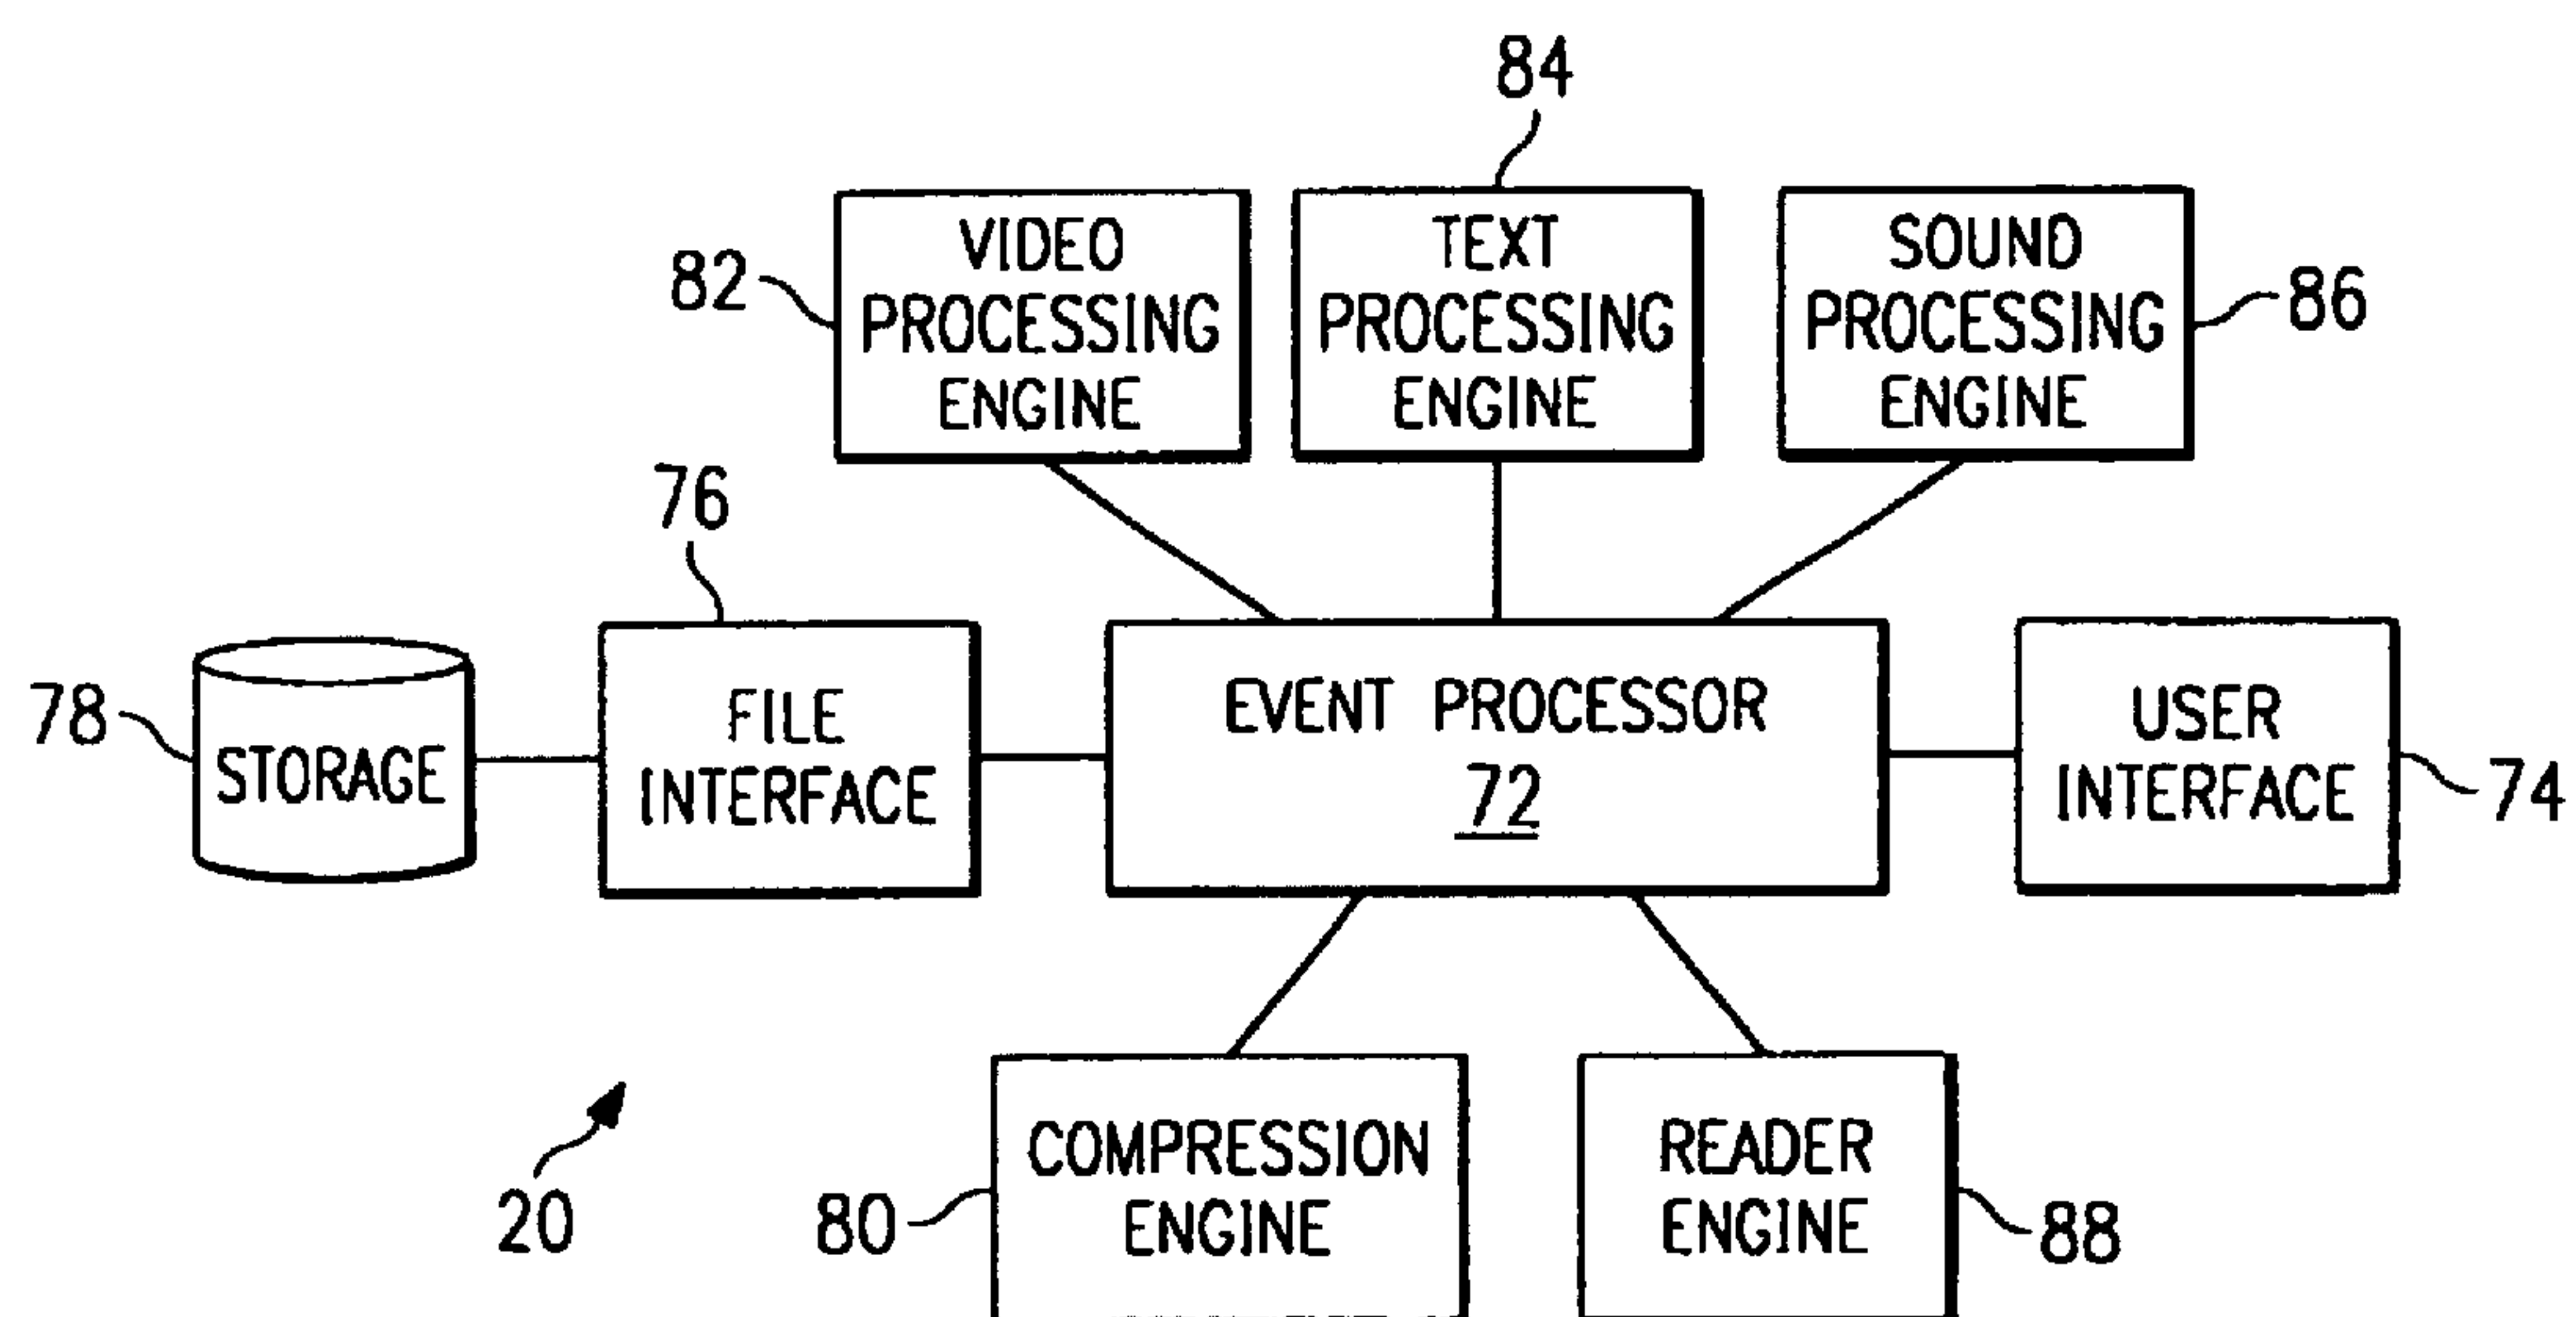 84
VIDEO
PROCESSING
ENGINE
82
TEXT
PROCESSING
ENGINE
SOUND
PROCESSING
ENGINE
86
76
78
STORAGE
FILE
INTERFACE
EVENT PROCESSOR
72
USER
INTERFACE
74
20
80
COMPRESSION
ENGINE
READER
ENGINE
88